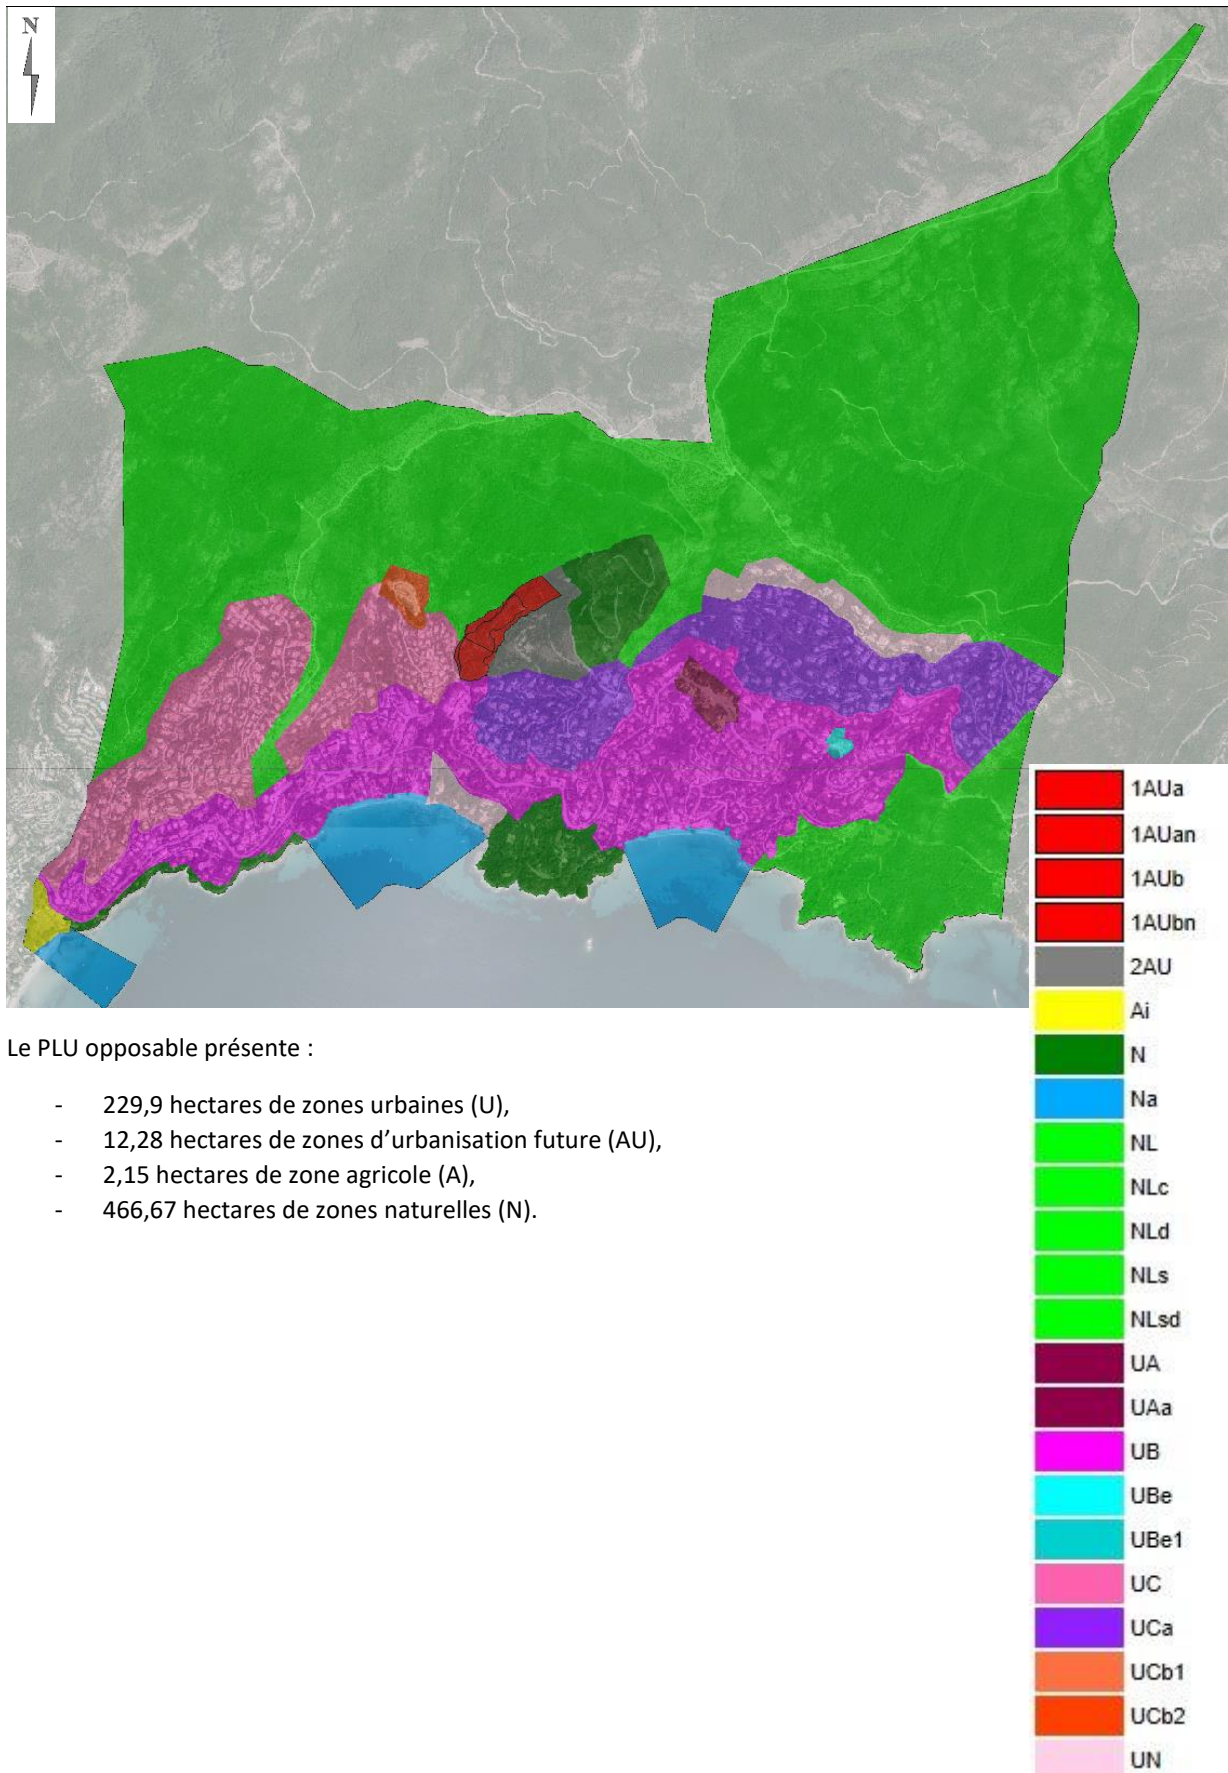 N
1AUa
1AUan
1AUb
1AUbn
2AU
Ai
N
Na
NL
NLc
NLd
NLs
NLsd
UA
UAa
UB
UBe
UBe1
UC
UCa
UCb1
UCb2
UN
Le PLU opposable présente :
- 229,9 hectares de zones urbaines (U),
- 12,28 hectares de zones d’urbanisation future (AU),
- 2,15 hectares de zone agricole (A),
- 466,67 hectares de zones naturelles (N).